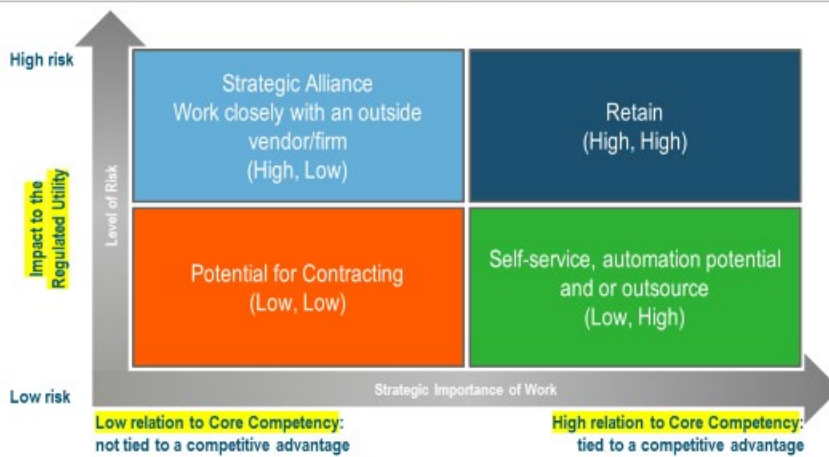 High risk
Strategic Alliance
Work closely with an outside
vendor/firm
(High, Low)
Retain
(High, High)
Impact to the
Regulated Utility
Level of Risk
Potential for Contracting
(Low, Low)
Self-service, automation potential
and or outsource
(Low, High)
Low risk
Strategic Importance of Work
Low relation to Core Competency:
not tied to a competitive advantage
High relation to Core Competency:
tied to a competitive advantage